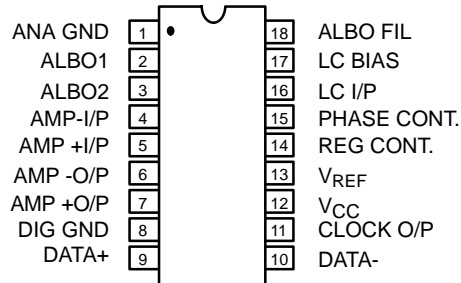 ANA GND 1 18 ALBO FIL
ALBO1 2 17 LC BIAS
ALBO2 3 16 LC I/P
AMP-I/P 4 15 PHASE CONT.
AMP +I/P 5 14 REG CONT.
AMP -O/P 6 13 VREF
AMP +O/P 7 12 VCC
DIG GND 8 11 CLOCK O/P
DATA+ 9 10 DATA-